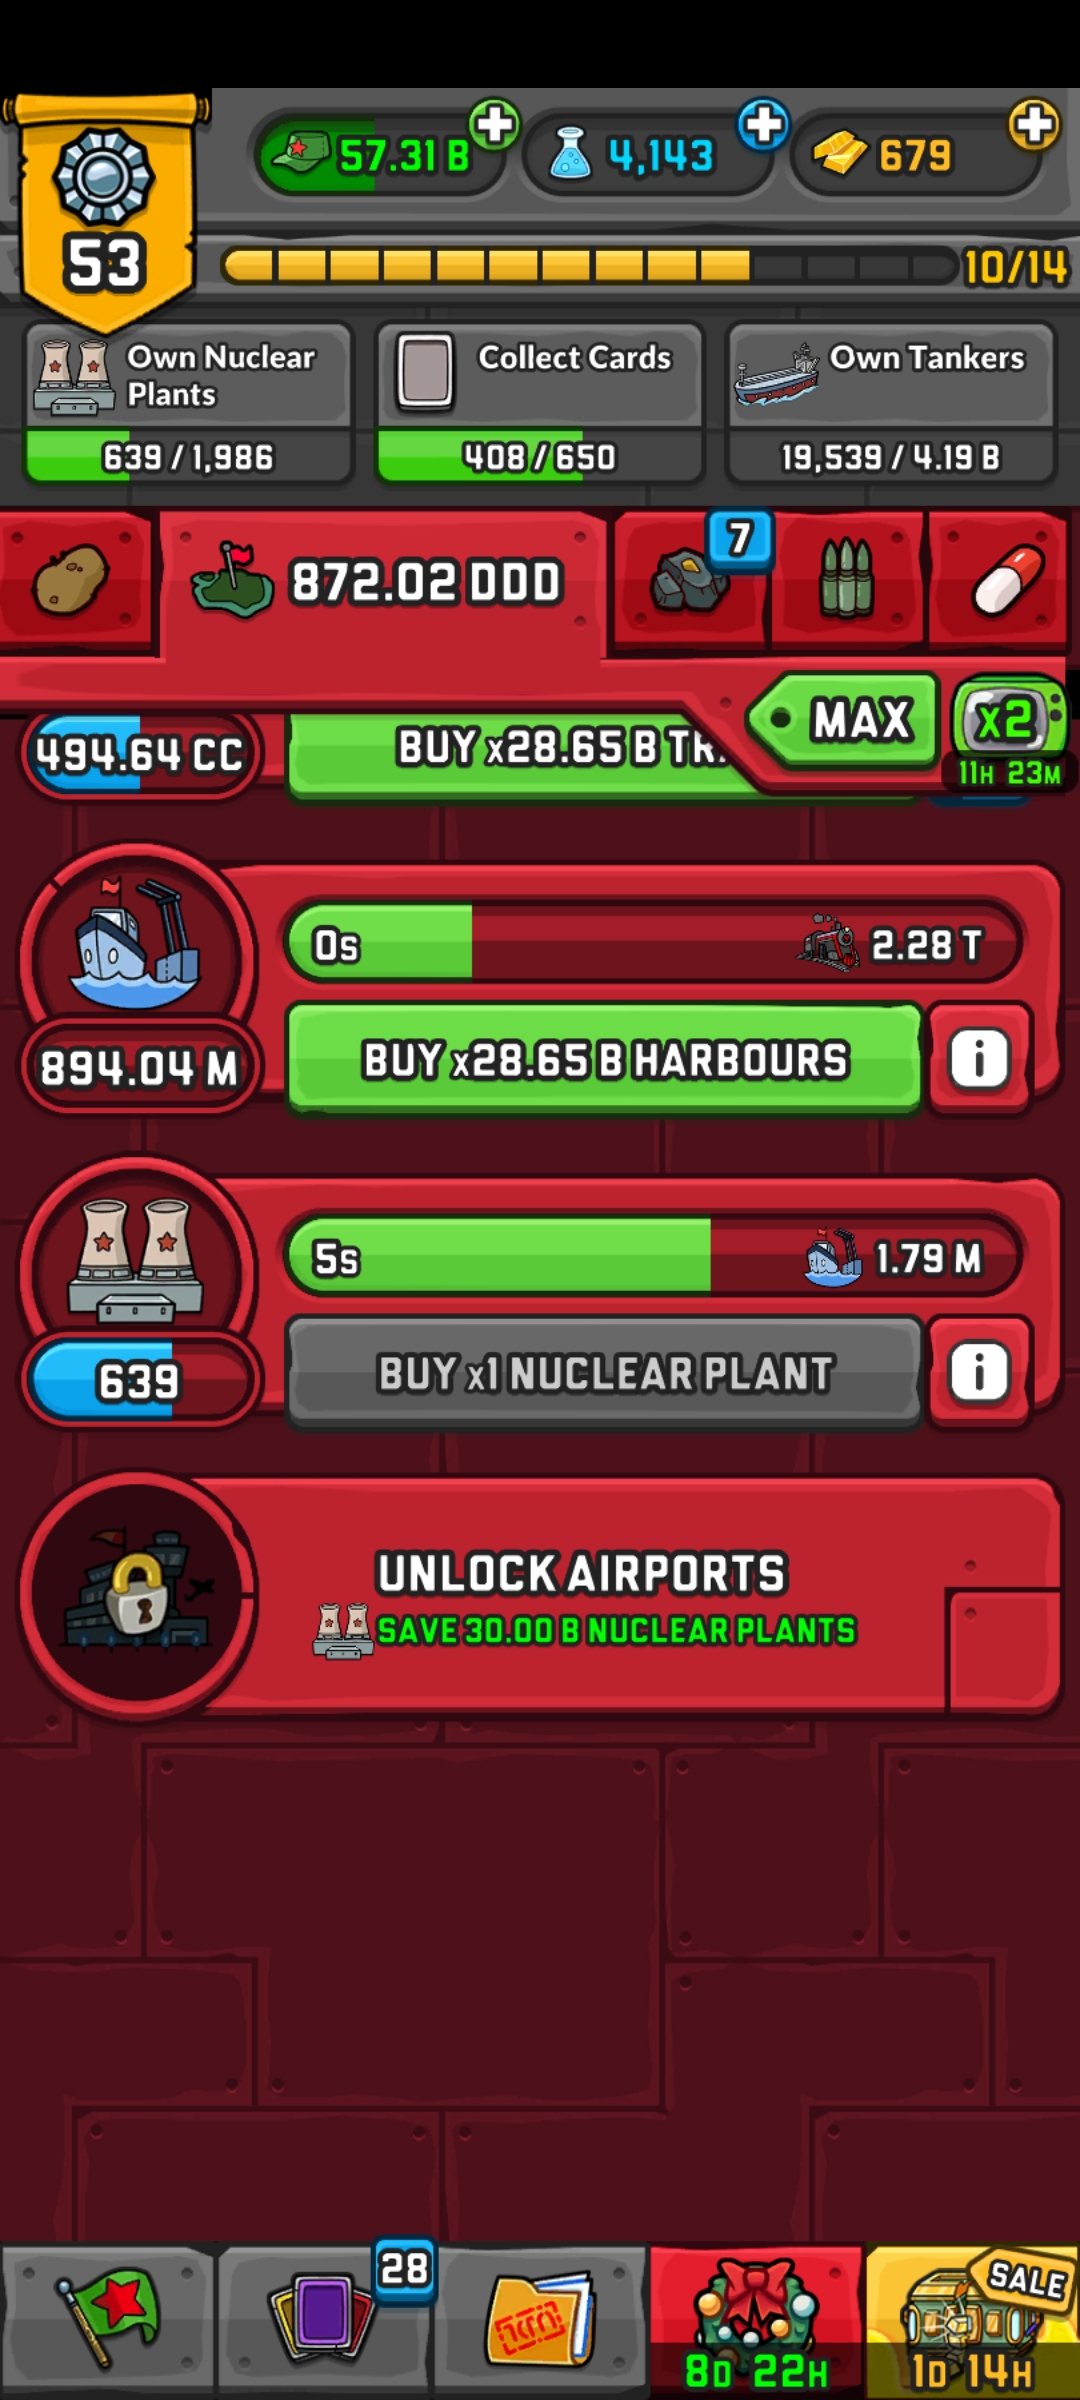 57.31 B
4,143
679
53
10/14
Own Nuclear
Plants
639 / 1,986
Collect Cards
408 / 650
Own Tankers
19,539 / 4.19 B
872.02 DDD
7
MAX
x2
11H 23M
494.64 CC
BUY x28.65 B
0s
2.28 T
894.04 M
BUY x28.65 B HARBOURS
i
5s
1.79 M
639
BUY x1 NUCLEAR PLANT
i
UNLOCK AIRPORTS
SAVE 30.00 B NUCLEAR PLANTS
28
SALE
8D 22H
1D 14H